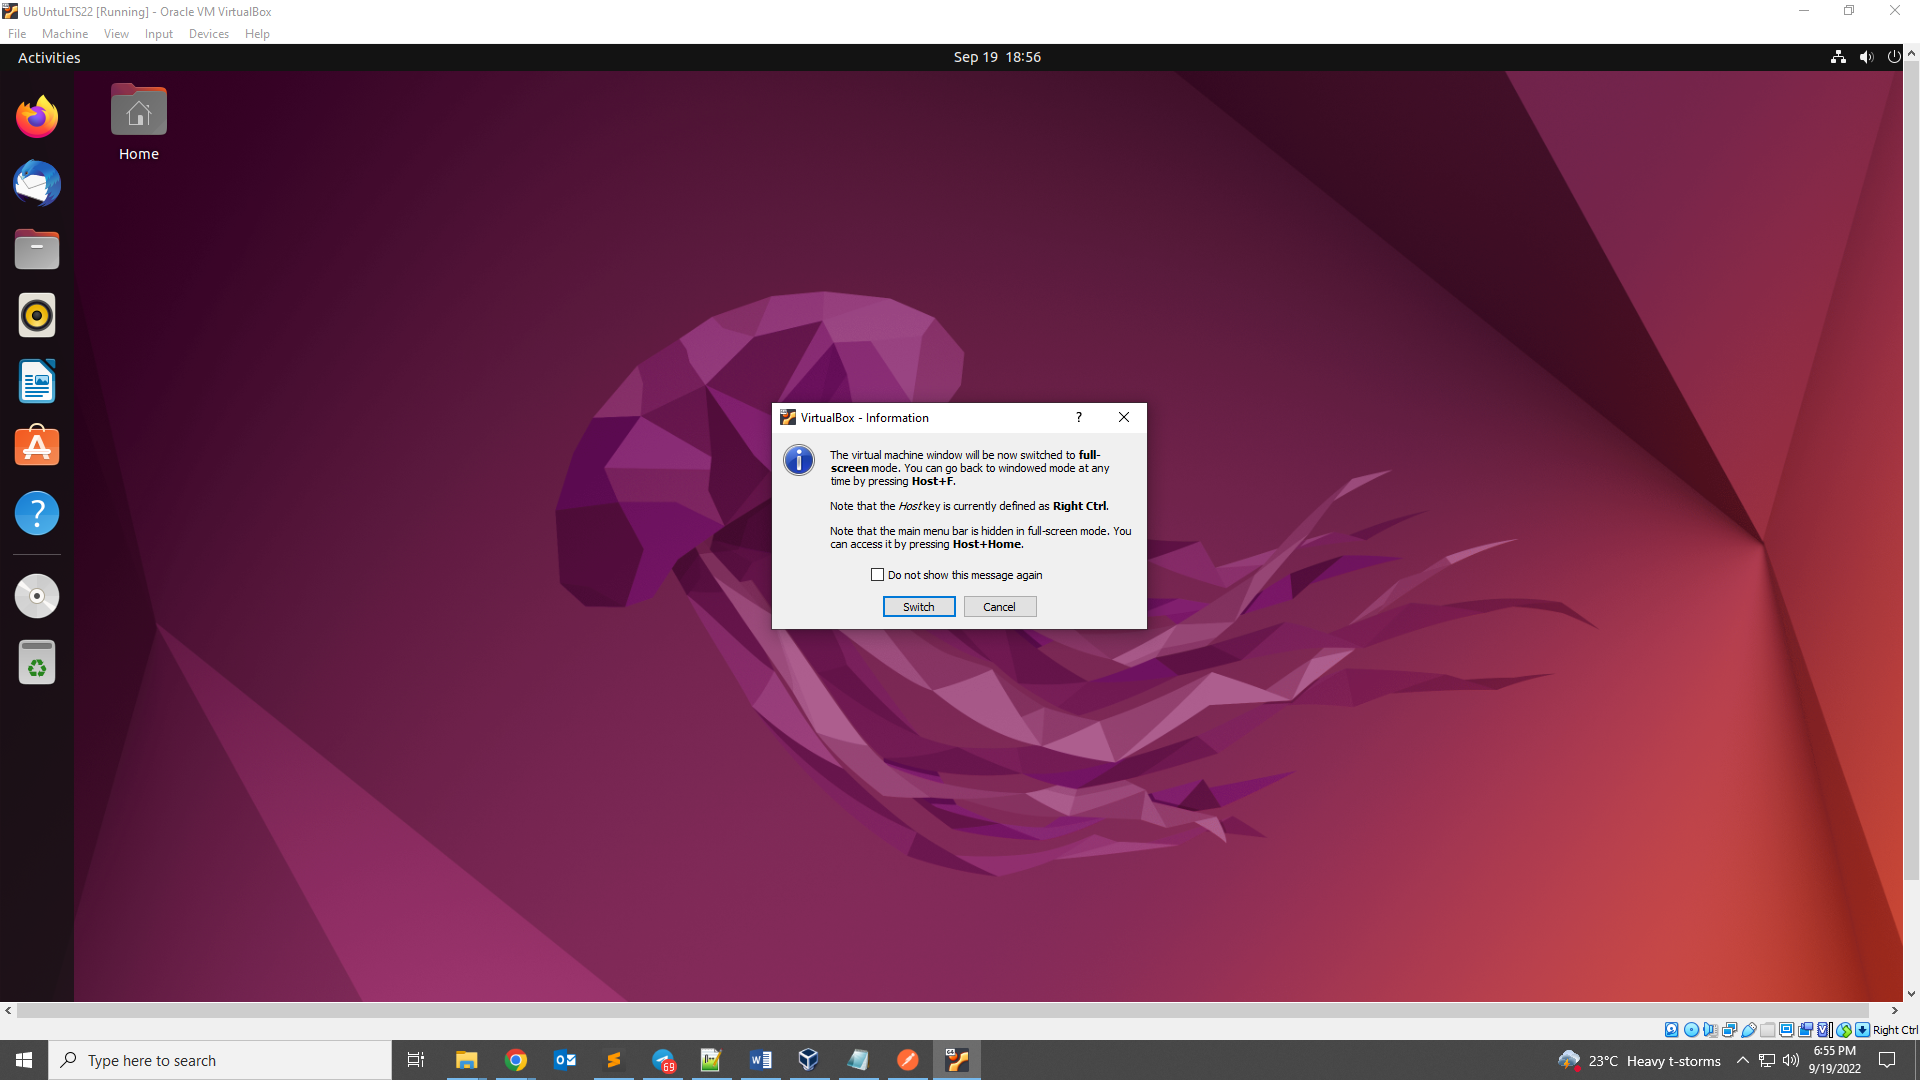 UbUntuLTS22 [Running] - Oracle VM VirtualBox
File Machine View Input Devices Help
Activities
Sep 19 18:56
Home
VirtualBox - Information
?
The virtual machine window will be now switched to full-
screen mode. You can go back to windowed mode at any
time by pressing Host+F.
Note that the Host key is currently defined as Right Ctrl.
Note that the main menu bar is hidden in full-screen mode. You
can access it by pressing Host+Home.
Do not show this message again
Switch
Cancel
Right Ctrl
Type here to search
69
23°C Heavy t-storms
6:55 PM
9/19/2022